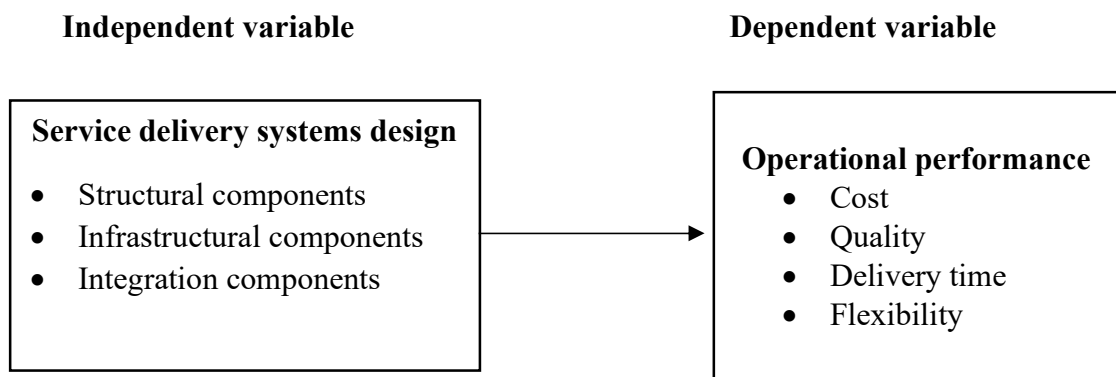 Independent variable
Dependent variable
Service delivery systems design
• Structural components
• Infrastructural components
• Integration components
Operational performance
• Cost
• Quality
• Delivery time
• Flexibility